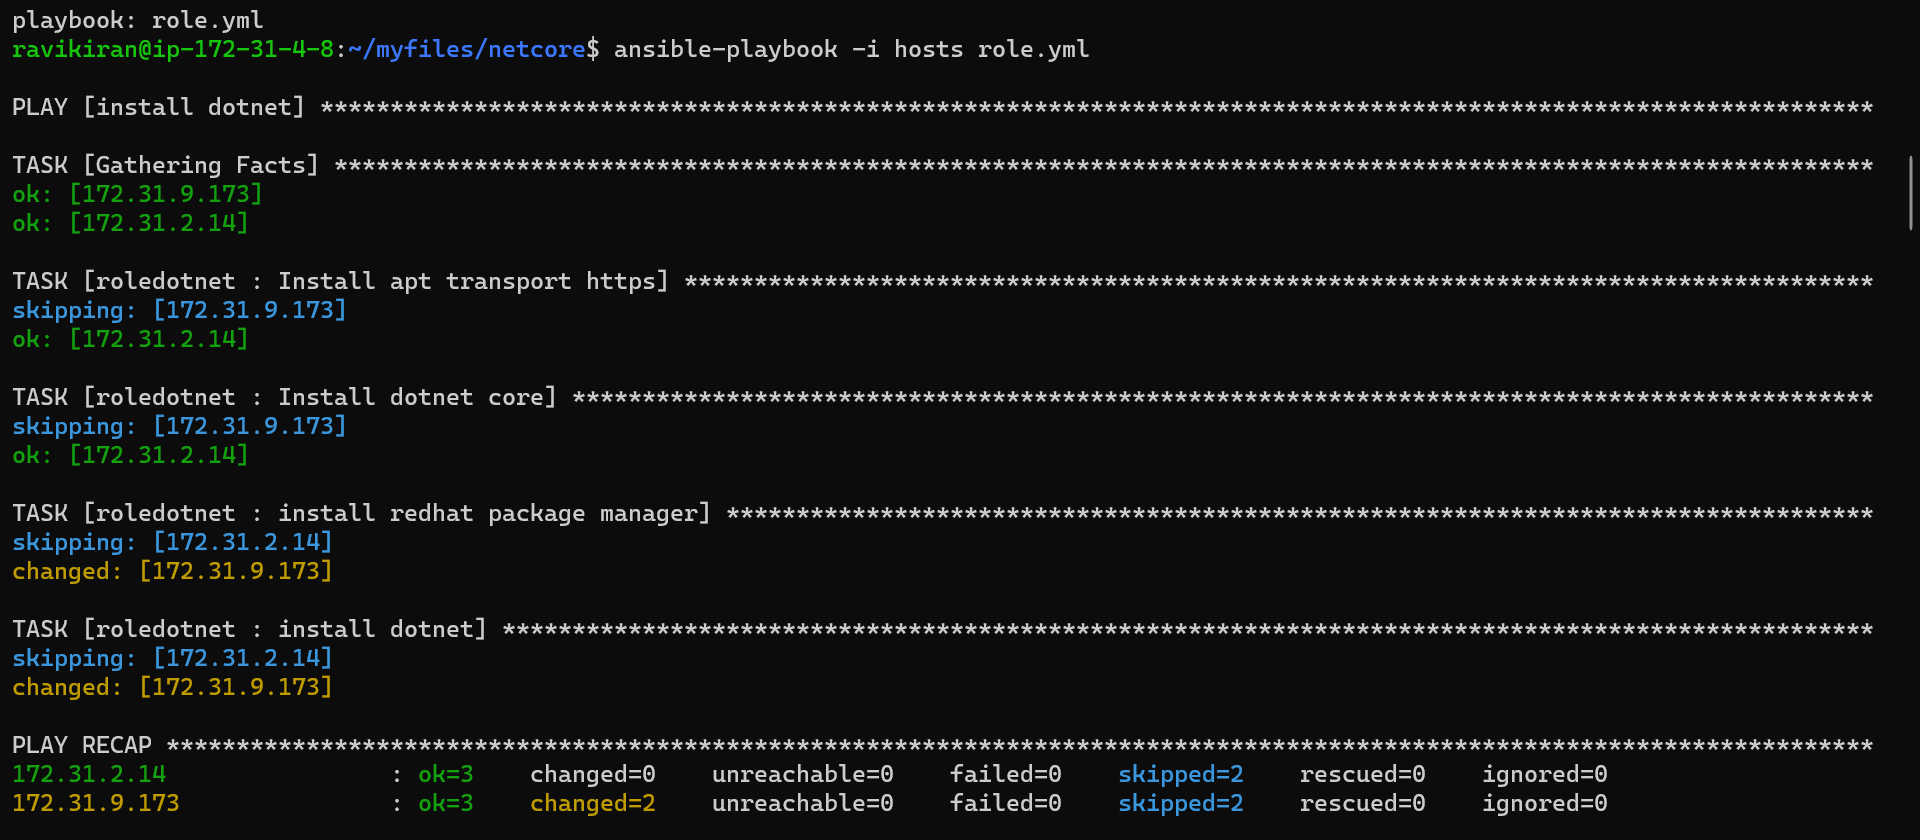 playbook: role.yml
ravikiran@ip-172-31-4-8:~/myfiles/netcore$ ansible-playbook -i hosts role.yml
PLAY [install dotnet] ***************************************************************************************************************
TASK [Gathering Facts] **************************************************************************************************************
ok: [172.31.9.173]
ok: [172.31.2.14]
TASK [roledotnet : Install apt transport https] *************************************************************************************
skipping: [172.31.9.173]
ok: [172.31.2.14]
TASK [roledotnet : Install dotnet core] *********************************************************************************************
skipping: [172.31.9.173]
ok: [172.31.2.14]
TASK [roledotnet : install redhat package manager] **********************************************************************************
skipping: [172.31.2.14]
changed: [172.31.9.173]
TASK [roledotnet : install dotnet] **************************************************************************************************
skipping: [172.31.2.14]
changed: [172.31.9.173]
PLAY RECAP **************************************************************************************************************************
172.31.2.14                : ok=3    changed=0    unreachable=0    failed=0    skipped=2    rescued=0    ignored=0
172.31.9.173               : ok=3    changed=2    unreachable=0    failed=0    skipped=2    rescued=0    ignored=0